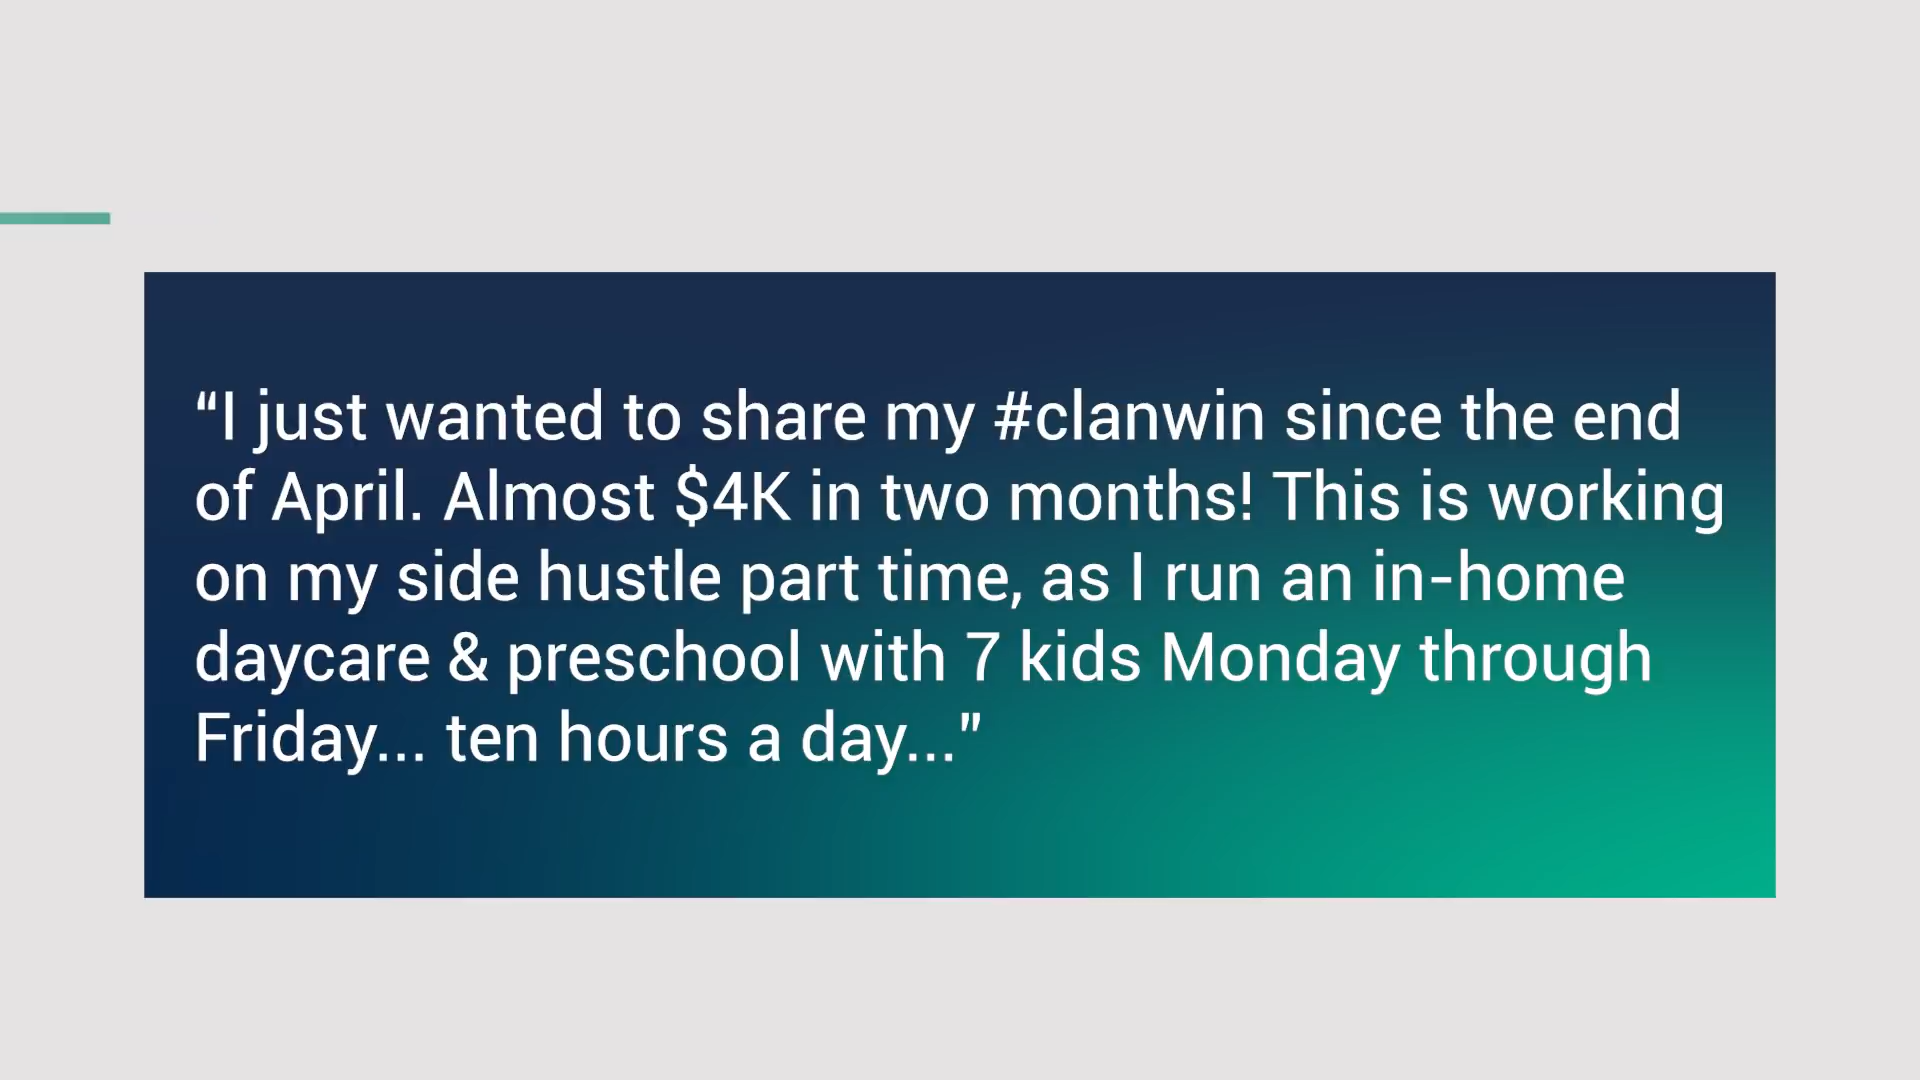 “I just wanted to share my #clanwin since the end
of April. Almost $4K in two months! This is working
on my side hustle part time, as I run an in-home
daycare & preschool with 7 kids Monday through
Friday... ten hours a day...”